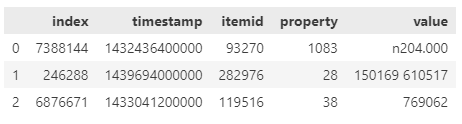 index timestamp itemid property value
0 7388144 1432436400000 93270 1083 n204.000
1 246288 1439694000000 282976 28 150169 610517
2 6876671 1433041200000 119516 38 769062